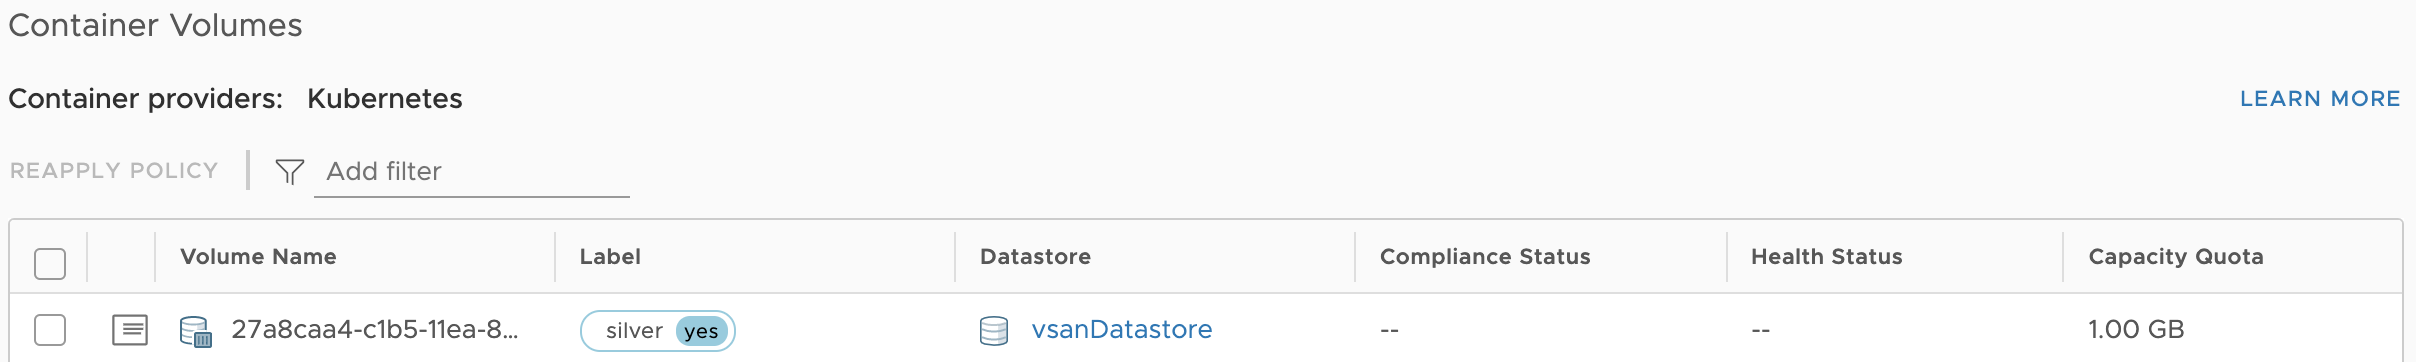 Container Volumes
Container providers: Kubernetes LEARN MORE
REAPPLY POLICY Add filter
Volume Name Label Datastore Compliance Status Health Status Capacity Quota
27a8caa4-c1b5-11ea-8... silver yes vsanDatastore -- -- 1.00 GB